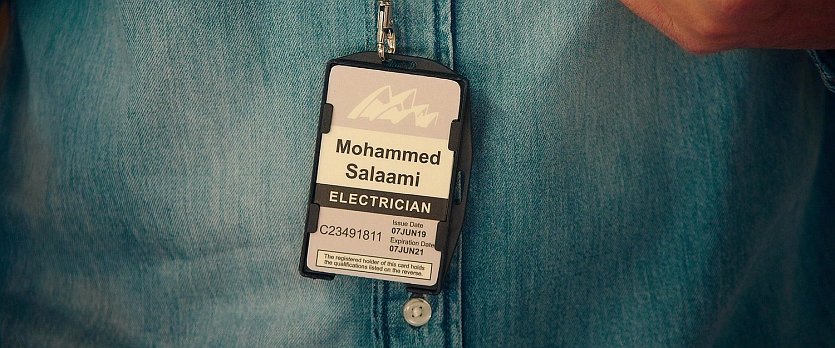 Mohammed
Salaami
ELECTRICIAN
C23491811
Issue Date
07JUN19
Expiration Date
07JUN21
The registered holder of this card holds
the qualifications listed on the reverse.